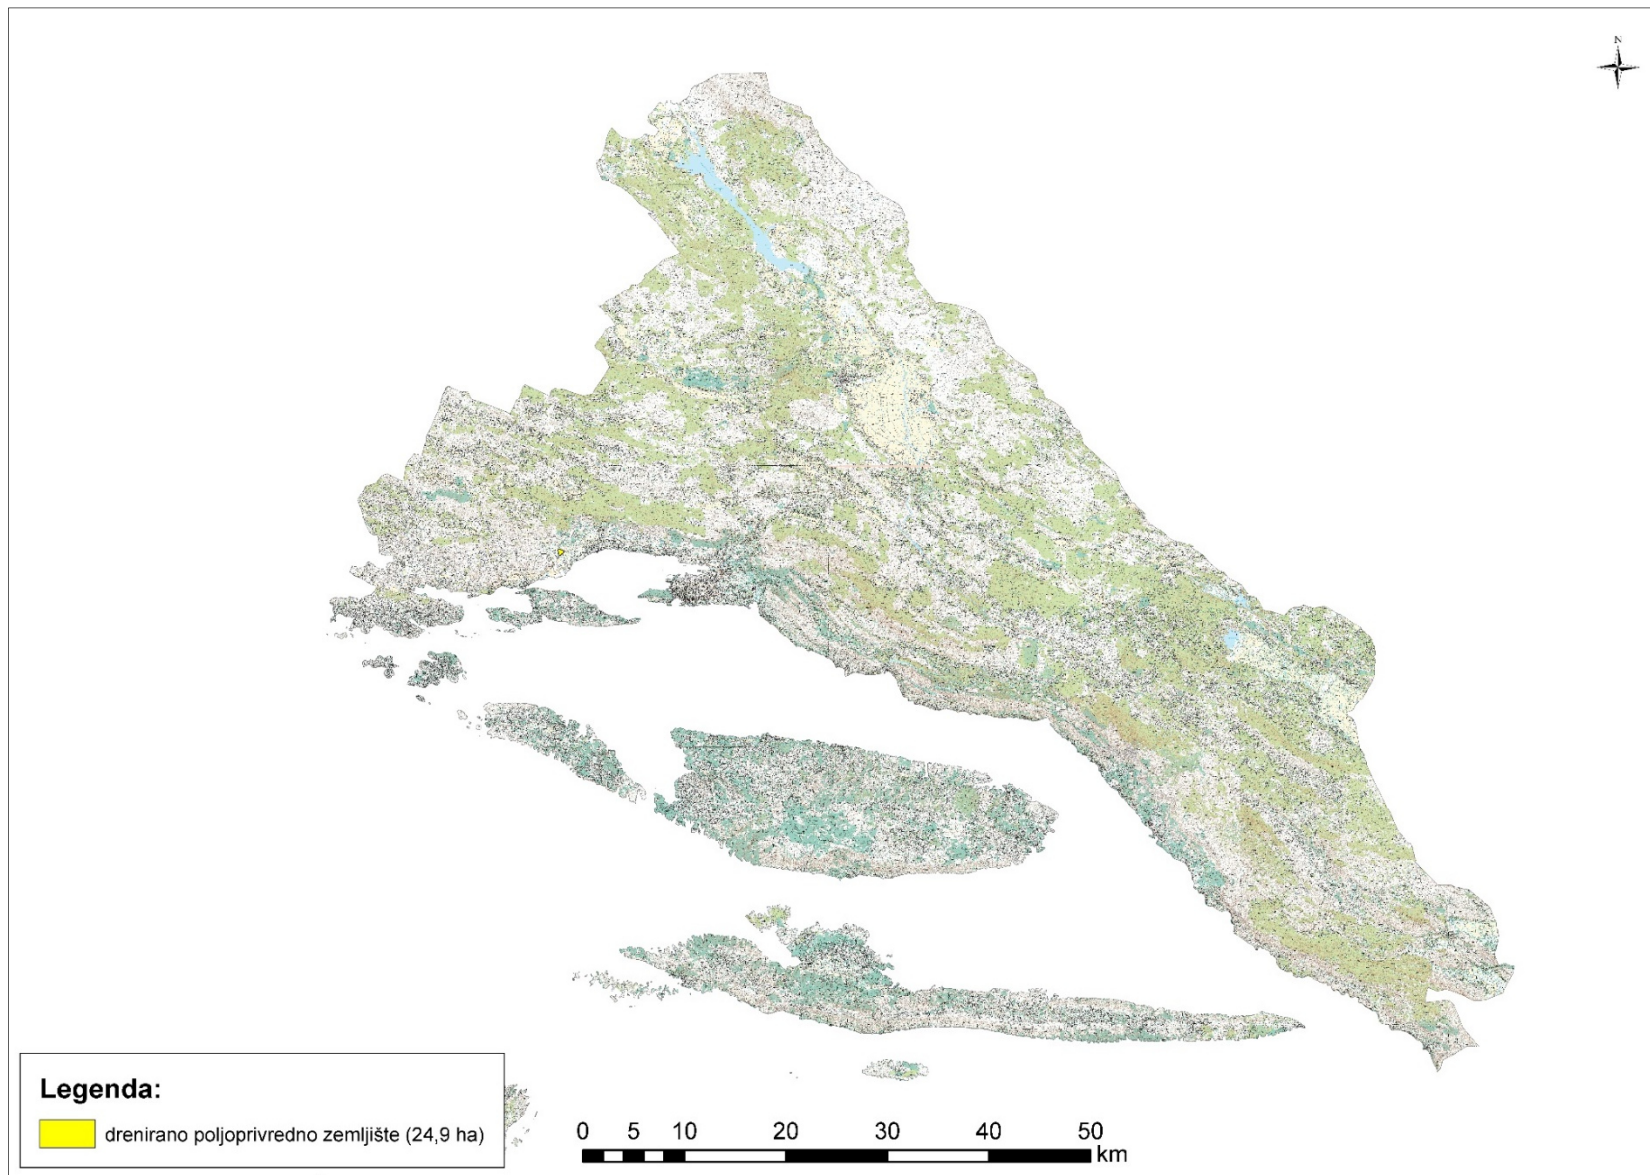 N
Legenda:
drenirano poljoprivredno zemljište (24,9 ha)
0 5 10 20 30 40 50
km